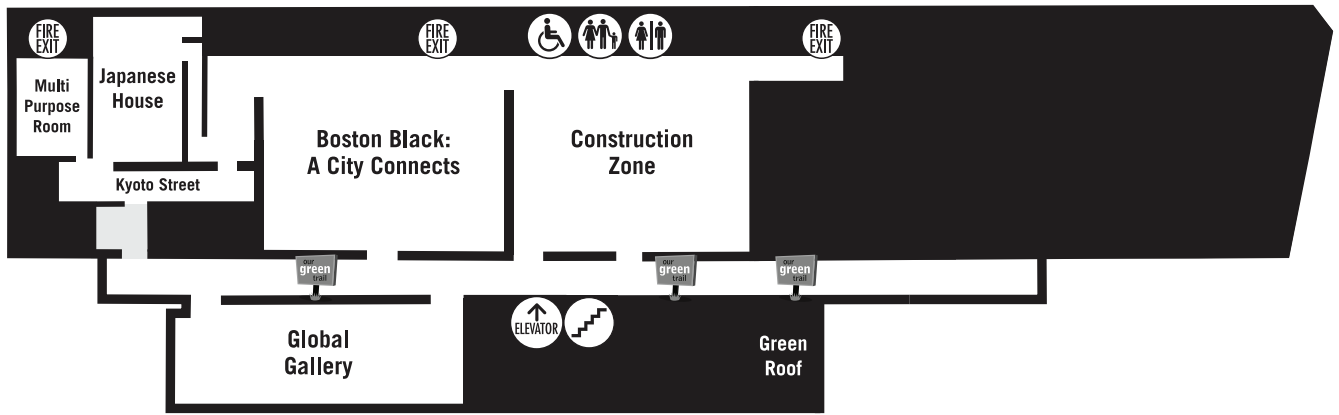 FIRE
EXIT
FIRE
EXIT
FIRE
EXIT
Multi
Purpose
Room
Japanese
House
Boston Black:
A City Connects
Construction
Zone
Kyoto Street
our
green
trail
our
green
trail
our
green
trail
ELEVATOR
Global
Gallery
Green
Roof